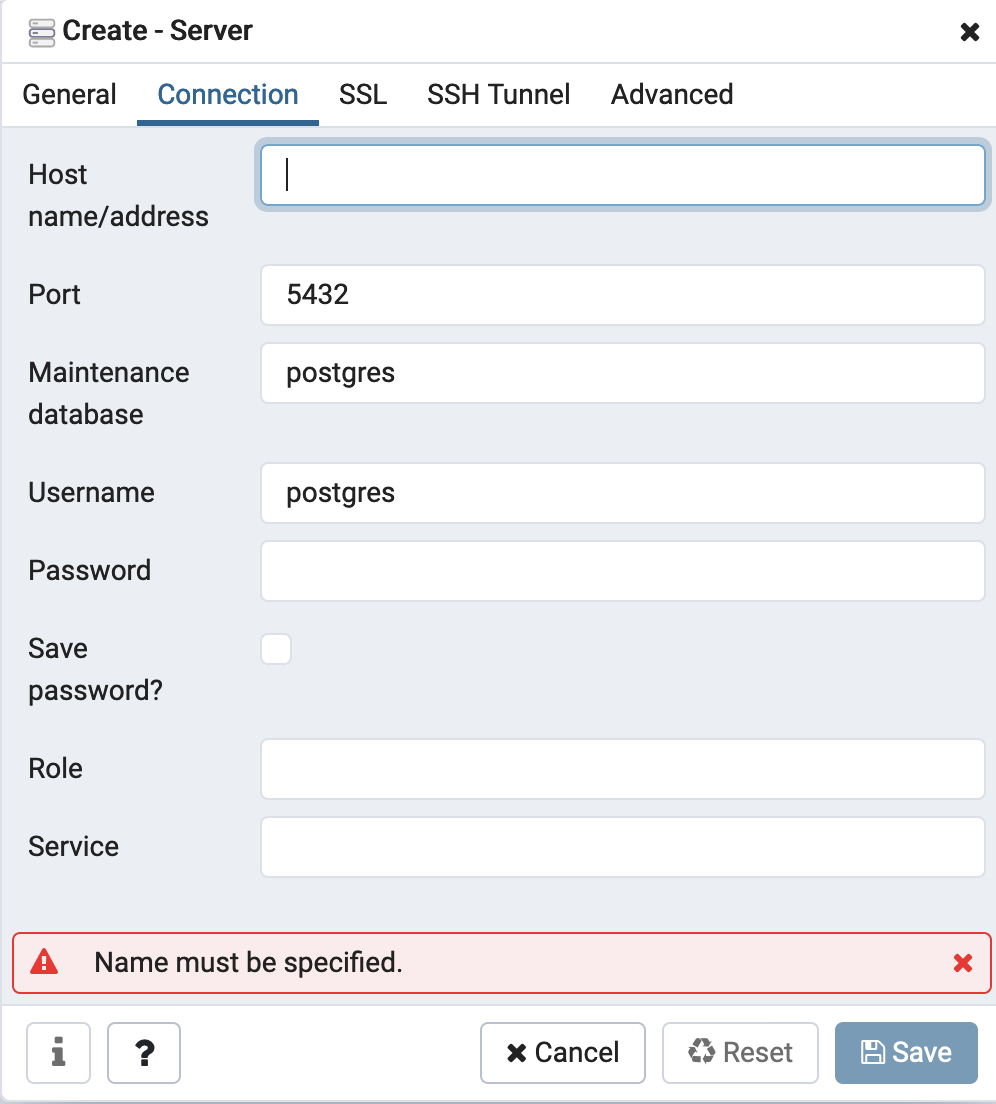 Create - Server
General Connection SSL SSH Tunnel Advanced
Host
name/address
Port 5432
Maintenance postgres
database
Username postgres
Password
Save
password?
Role
Service
Name must be specified.
i ? Cancel Reset Save